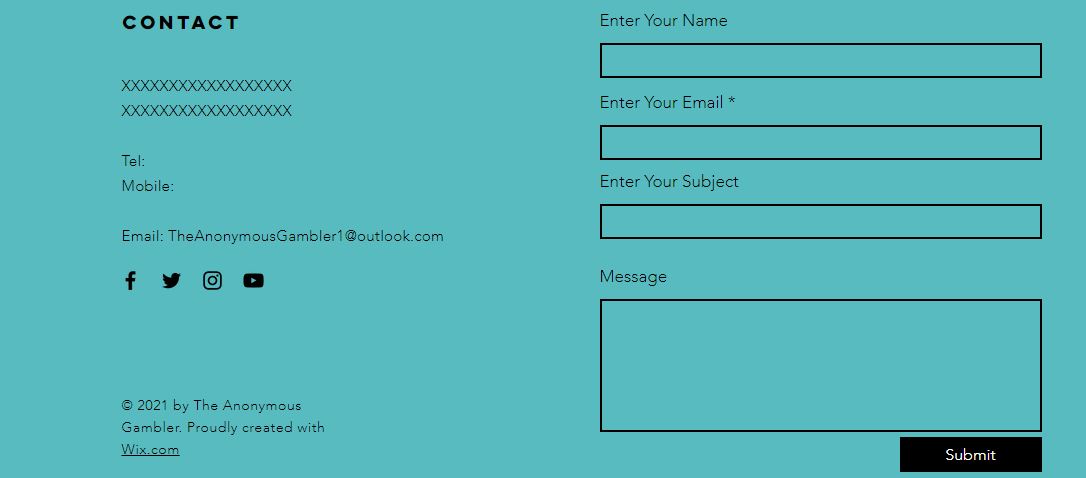 CONTACT
XXXXXXXXXXXXXXXXXX
XXXXXXXXXXXXXXXXXX
Tel:
Mobile:
Email: TheAnonymousGambler1@outlook.com
© 2021 by The Anonymous
Gambler. Proudly created with
Wix.com
Enter Your Name
Enter Your Email *
Enter Your Subject
Message
Submit